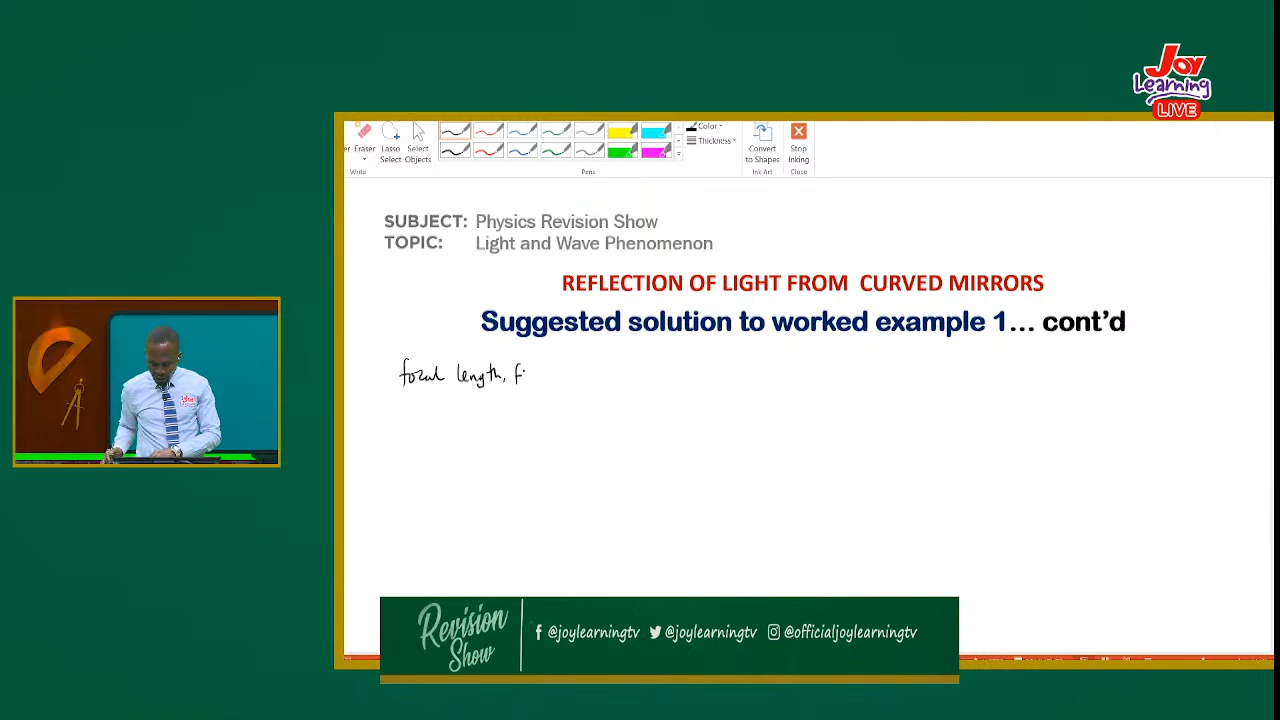 Joy
Learning
LIVE
Eraser
Lasso
Select
Select
Objects
Color
Thickness
Convert
to Shapes
Stop
Inking
Write
Pens
Ink Art
Close
SUBJECT: Physics Revision Show
TOPIC: Light and Wave Phenomenon
REFLECTION OF LIGHT FROM CURVED MIRRORS
Suggested solution to worked example 1... cont'd
focal length, f
Revision
Show
@joylearningtv @joylearningtv @officialjoylearningtv